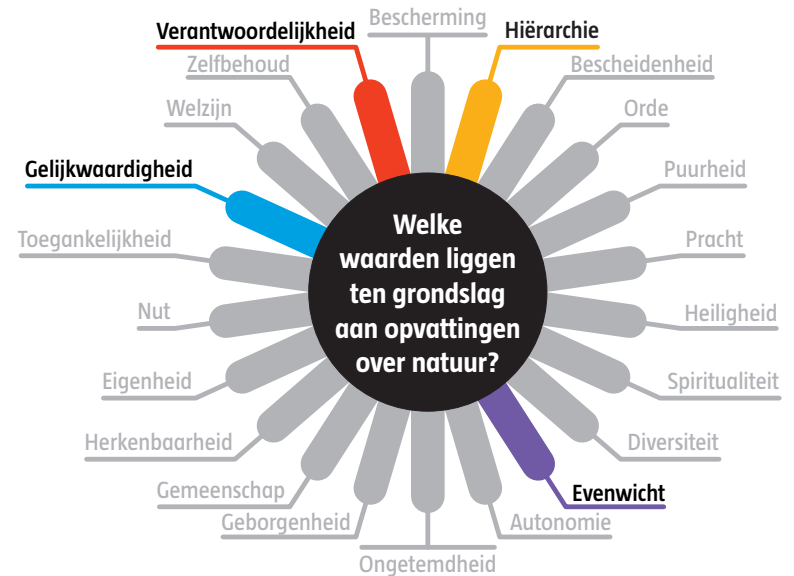 Bescherming
Verantwoordelijkheid
Hiërarchie
Zelfbehoud
Bescheidenheid
Welzijn
Orde
Gelijkwaardigheid
Puurheid
Toegankelijkheid
Pracht
Nut
Heiligheid
Eigenheid
Spiritualiteit
Herkenbaarheid
Diversiteit
Gemeenschap
Evenwicht
Geborgenheid
Autonomie
Ongetemdheid
Welke
waarden liggen
ten grondslag
aan opvattingen
over natuur?